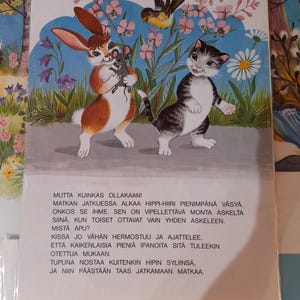 MUTTA KUINKAS OLLAKAAN!
MATKAN JATKUESSA ALKAA HIPPI-HIIRI PIENIMPÄNÄ VÄSYÄ.
ONKOS SE IHME. SEN ON VIPELLETTÄVÄ MONTA ASKELTA
SIINÄ, KUN TOISET OTTAVAT VAIN YHDEN ASKELEEN.
MISTÄ APU?
KISSA JO VÄHÄN HERMOSTUU JA AJATTELEE,
ETTÄ KAIKENLAISIA PIENIÄ IPANOITA SITÄ TULEEKIN
OTETTUA MUKAAN.
TUPUNA NOSTAA KUITENKIN HIPIN SYLIINSÄ,
JA NIIN PÄÄSTÄÄN TAAS JATKAMAAN MATKAA.